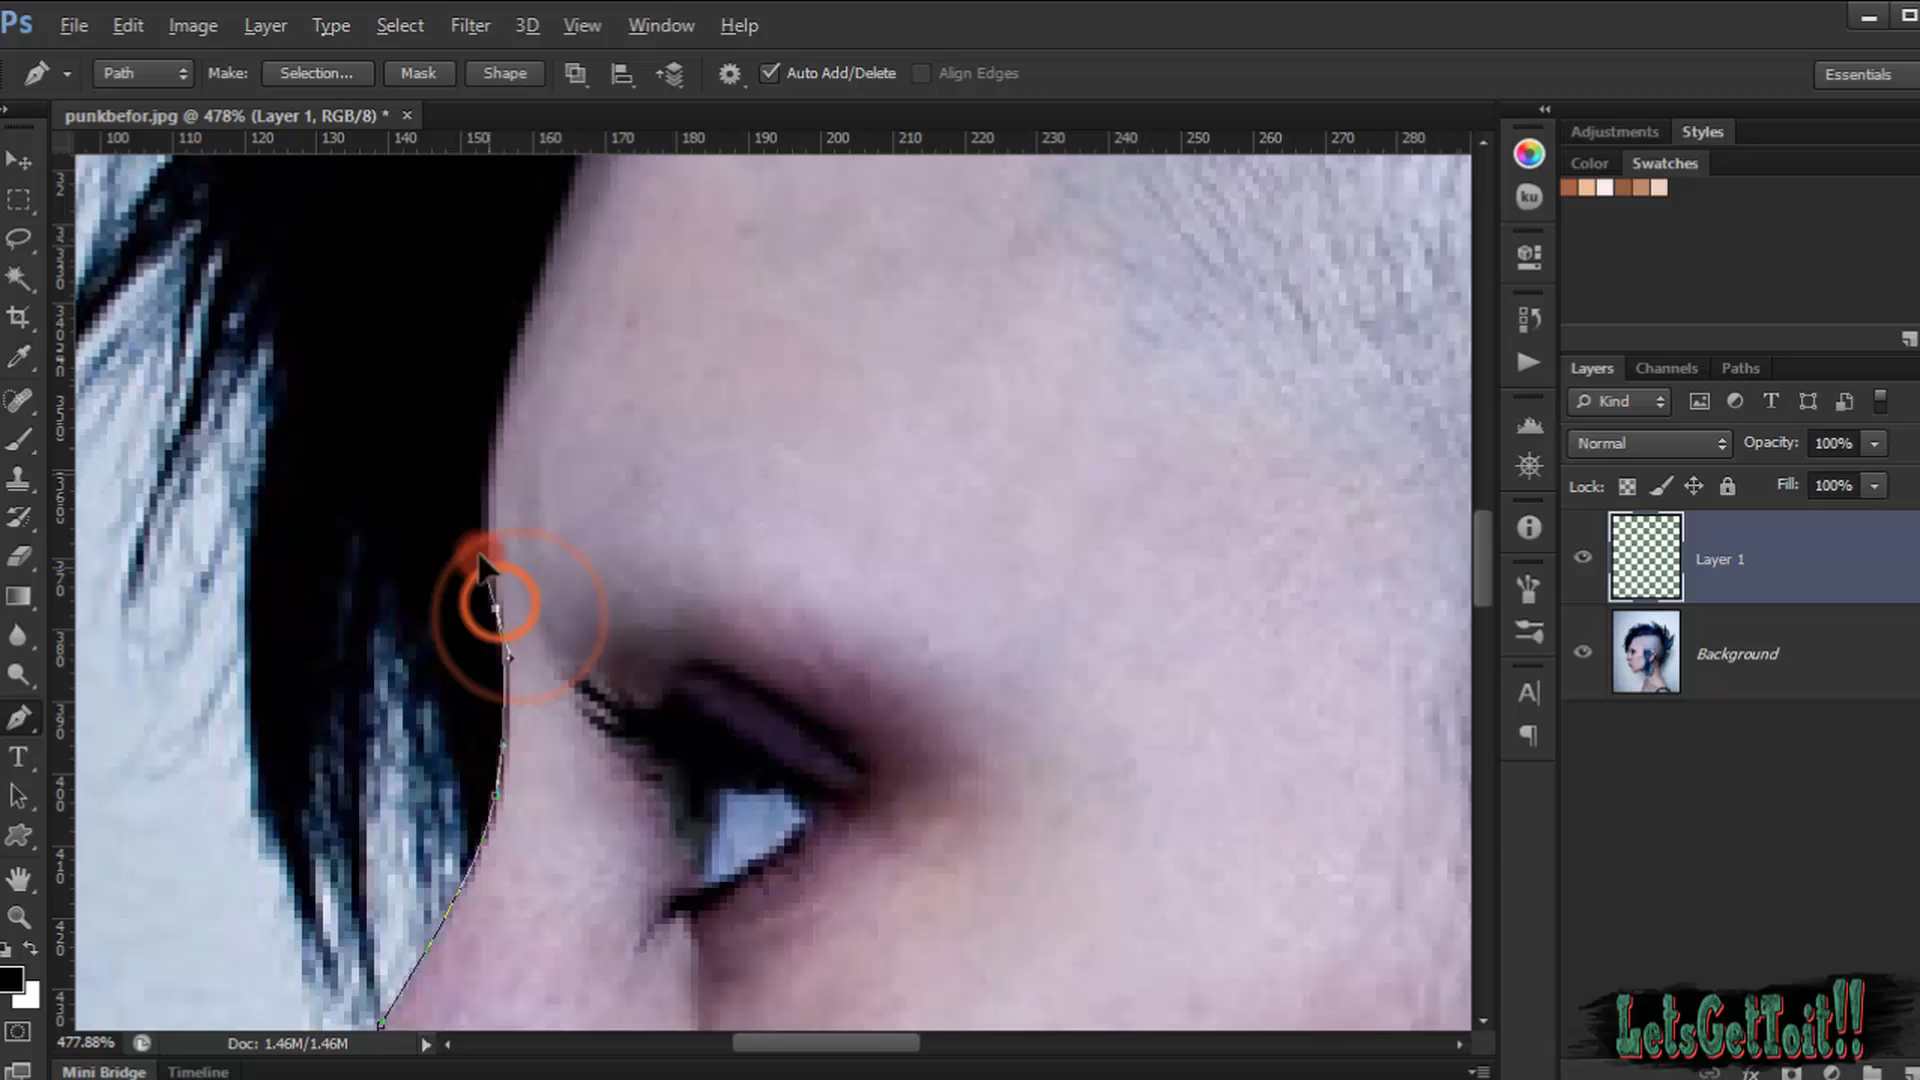 Ps File Edit Image Layer Type Select Filter 3D View Window Help
Path Make: Selection... Mask Shape Auto Add/Delete Align Edges Essentials
punkbefor.jpg @ 478% (Layer 1, RGB/8) * ×
100 110 120 130 140 150 160 170 180 190 200 210 220 230 240 250 260 270 280
Adjustments Styles
Color Swatches
ku
Layers Channels Paths
Kind
Normal Opacity: 100%
Lock: Fill: 100%
Layer 1
Background
477.88% Doc: 1.46M/1.46M
Mini Bridge Timeline
LetsGetToit!!